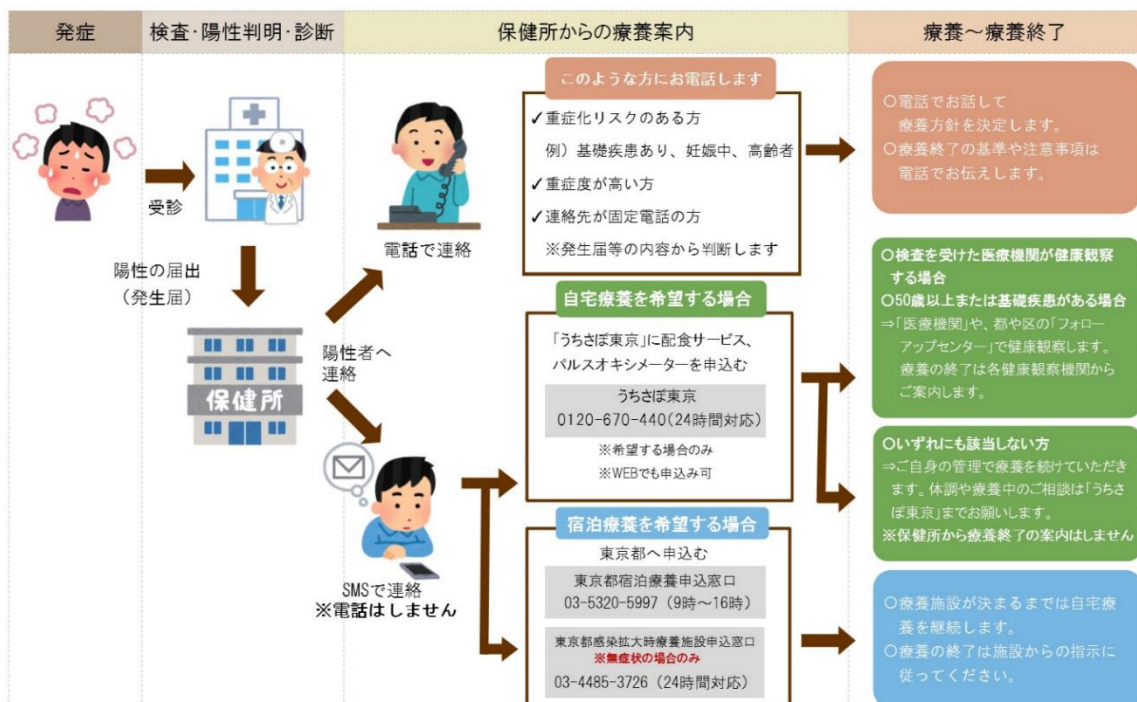 発症
検査・陽性判明・診断
保健所からの療養案内
療養～療養終了
受診
陽性の届出
（発生届）
保健所
陽性者へ
連絡
電話で連絡
SMSで連絡
※電話はしません
このような方にお電話します
✓重症化リスクのある方
例）基礎疾患あり、妊娠中、高齢者
✓重症度が高い方
✓連絡先が固定電話の方
※発生届等の内容から判断します
自宅療養を希望する場合
「うちさぽ東京」に配食サービス、
パルスオキシメーターを申込む
うちさぽ東京
0120-670-440(24時間対応)
※希望する場合のみ
※WEBでも申込み可
宿泊療養を希望する場合
東京都へ申込む
東京都宿泊療養申込窓口
03-5320-5997（9時～16時）
東京都感染拡大時療養施設申込窓口
※無症状の場合のみ
03-4485-3726（24時間対応）
○電話でお話して
療養方針を決定します。
○療養終了の基準や注意事項は
電話でお伝えします。
○検査を受けた医療機関が健康観察
する場合
○50歳以上または基礎疾患がある場合
⇒「医療機関」や、都や区の「フォロー
アップセンター」で健康観察します。
療養の終了は各健康観察機関から
ご案内します。
○いずれにも該当しない方
⇒ご自身の管理で療養を続けていただき
ます。体調や療養中のご相談は「うちさ
ぽ東京」までお願いします。
※保健所から療養終了の案内はしません
○療養施設が決まるまでは自宅療
養を継続します。
○療養の終了は施設からの指示に
従ってください。